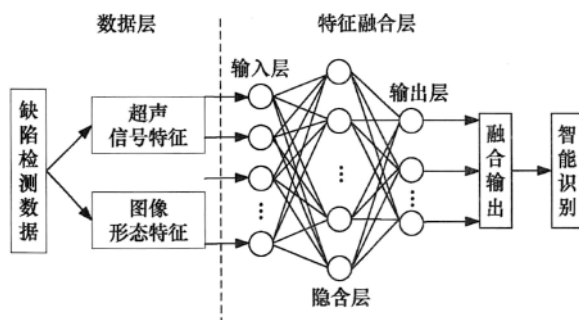 数据层
特征融合层
缺陷检测数据
超声
信号特征
图像
形态特征
输入层
…
隐含层
…
输出层
…
融合输出
智能识别